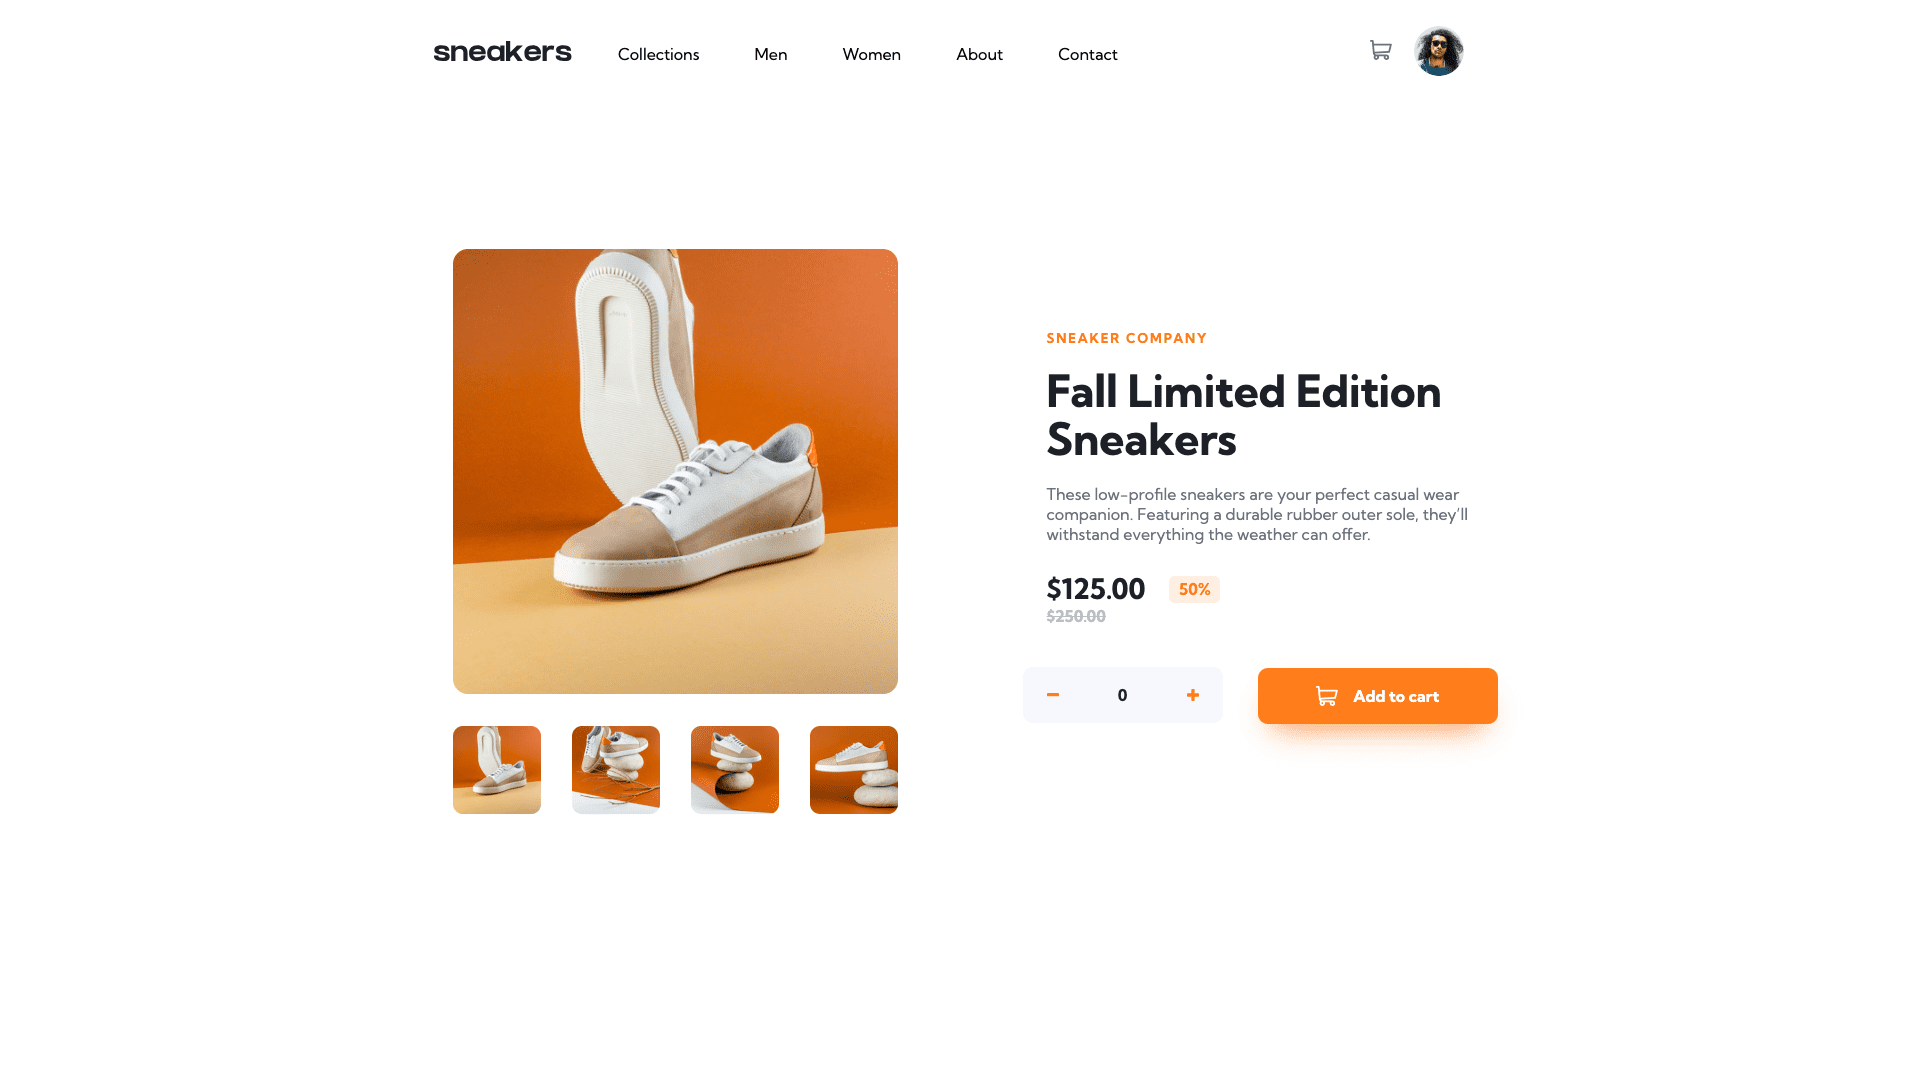 sneakers
Collections
Men
Women
About
Contact
SNEAKER COMPANY
Fall Limited Edition
Sneakers
These low-profile sneakers are your perfect casual wear
companion. Featuring a durable rubber outer sole, they’ll
withstand everything the weather can offer.
$125.00
50%
$250.00
0
Add to cart